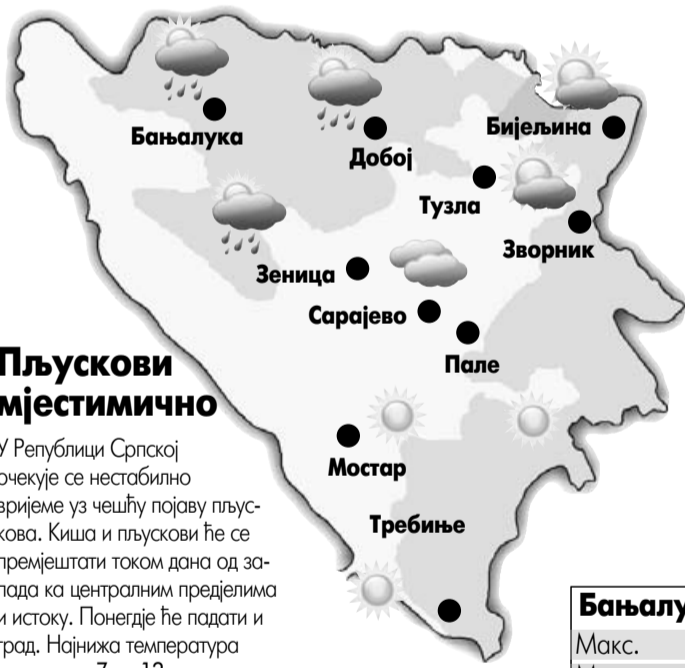 Бањалука
Добој
Бијељина
Тузла
Зворник
Зеница
Сарајево
Пале
Мостар
Требиње
Пљускови
мјестимично
У Републици Српској
очекује се нестабилно
вријеме уз чешћу појаву пљус-
кова. Киша и пљускови ће се
премјештати током дана од за-
пада ка централним предјелима
и истоку. Понегдје ће падати и
град. Најнижа температура
Макс.